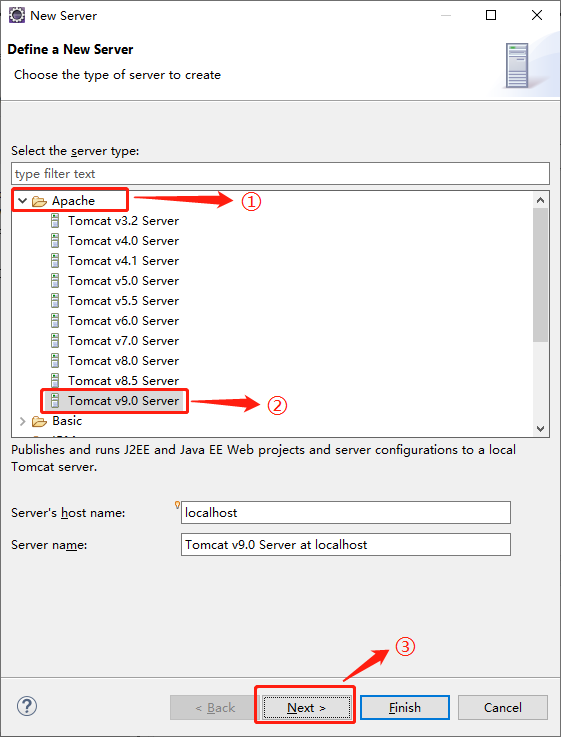 New Server
Define a New Server
Choose the type of server to create
Select the server type:
type filter text
Apache
①
Tomcat v3.2 Server
Tomcat v4.0 Server
Tomcat v4.1 Server
Tomcat v5.0 Server
Tomcat v5.5 Server
Tomcat v6.0 Server
Tomcat v7.0 Server
Tomcat v8.0 Server
Tomcat v8.5 Server
Tomcat v9.0 Server
②
Basic
Publishes and runs J2EE and Java EE Web projects and server configurations to a local
Tomcat server.
Server's host name:
localhost
Server name:
Tomcat v9.0 Server at localhost
③
< Back
Next >
Finish
Cancel